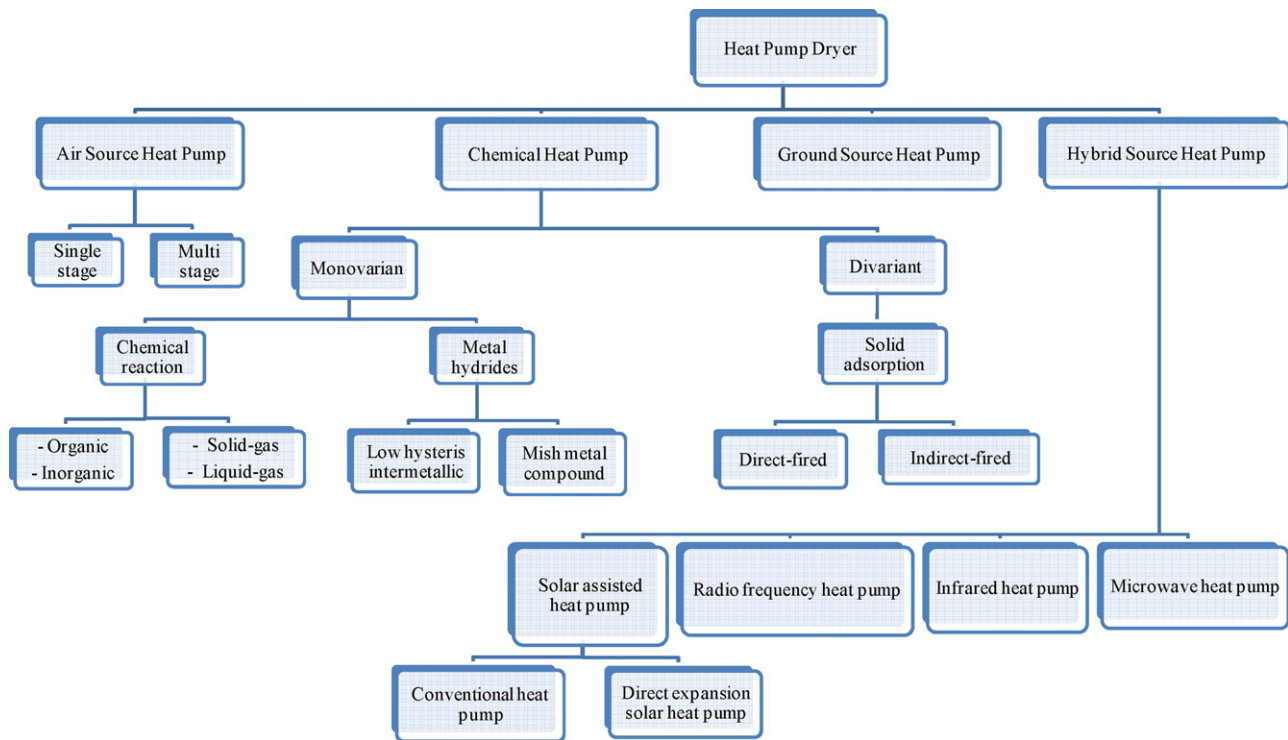 Heat Pump Dryer
Air Source Heat Pump
Chemical Heat Pump
Ground Source Heat Pump
Hybrid Source Heat Pump
Single
stage
Multi
stage
Monovarian
Divariant
Chemical
reaction
Metal
hydrides
Solid
adsorption
- Organic
- Inorganic
- Solid-gas
- Liquid-gas
Low hysteris
intermetallic
Mish metal
compound
Direct-fired
Indirect-fired
Solar assisted
heat pump
Radio frequency heat pump
Infrared heat pump
Microwave heat pump
Conventional heat
pump
Direct expansion
solar heat pump